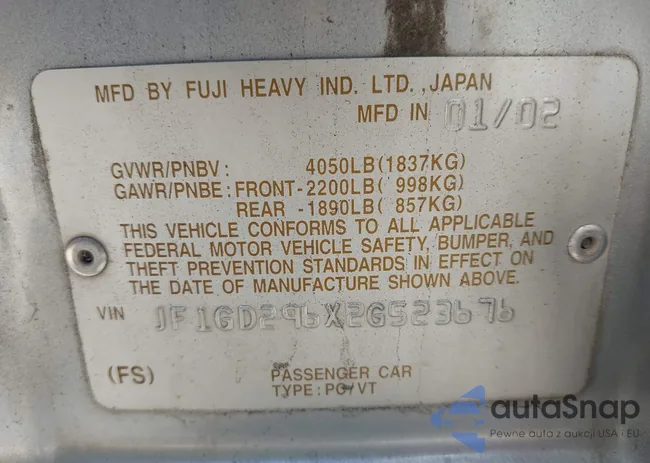 MFD BY FUJI HEAVY IND. LTD. ,JAPAN
MFD IN 01/02
GVWR/PNBV : 4050LB(1837KG)
GAWR/PNBE : FRONT-2200LB( 998KG)
REAR -1890LB( 857KG)
THIS VEHICLE CONFORMS TO ALL APPLICABLE
FEDERAL MOTOR VEHICLE SAFETY, BUMPER, AND
THEFT PREVENTION STANDARDS IN EFFECT ON
THE DATE OF MANUFACTURE SHOWN ABOVE.
VIN JF1GD296X2G523676
(FS) PASSENGER CAR
TYPE:PC/VT
autoSnap
Pewne auta z aukcji USA i EU